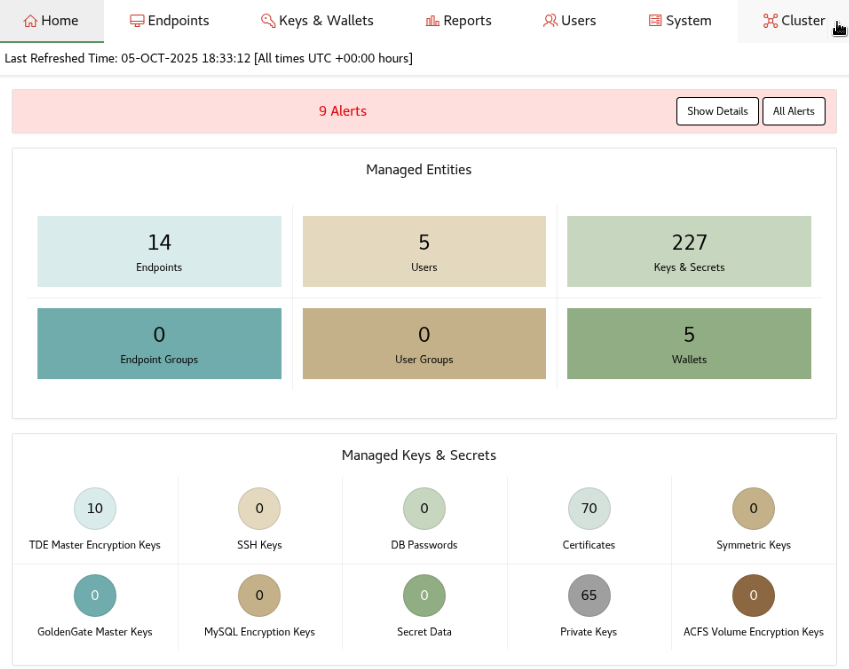 Home Endpoints Keys & Wallets Reports Users System Cluster
Last Refreshed Time: 05-OCT-2025 18:33:12 [All times UTC +00:00 hours]
9 Alerts Show Details All Alerts
Managed Entities
14 5 227
Endpoints Users Keys & Secrets
0 0 5
Endpoint Groups User Groups Wallets
Managed Keys & Secrets
10 0 0 70 0
TDE Master Encryption Keys SSH Keys DB Passwords Certificates Symmetric Keys
0 0 0 65 0
GoldenGate Master Keys MySQL Encryption Keys Secret Data Private Keys ACFS Volume Encryption Keys